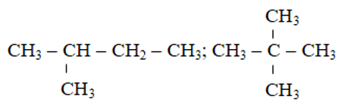 CH₃
CH₃ – CH – CH₂ – CH₃; CH₃ – C – CH₃
CH₃ CH₃